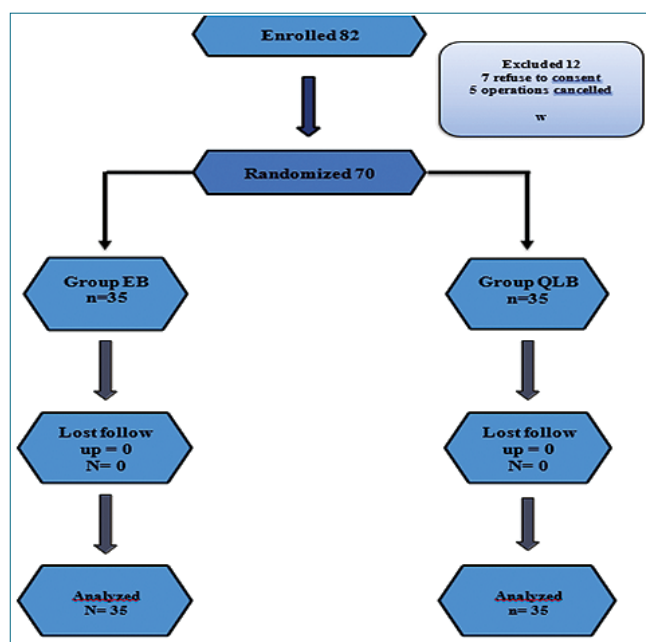 Enrolled 82
Excluded 12
7 refuse to consent
5 operations cancelled
w
Randomized 70
Group EB
n=35
Group QLB
n=35
Lost follow
up = 0
N= 0
Lost follow
up = 0
N= 0
Analyzed
N= 35
Analyzed
n= 35